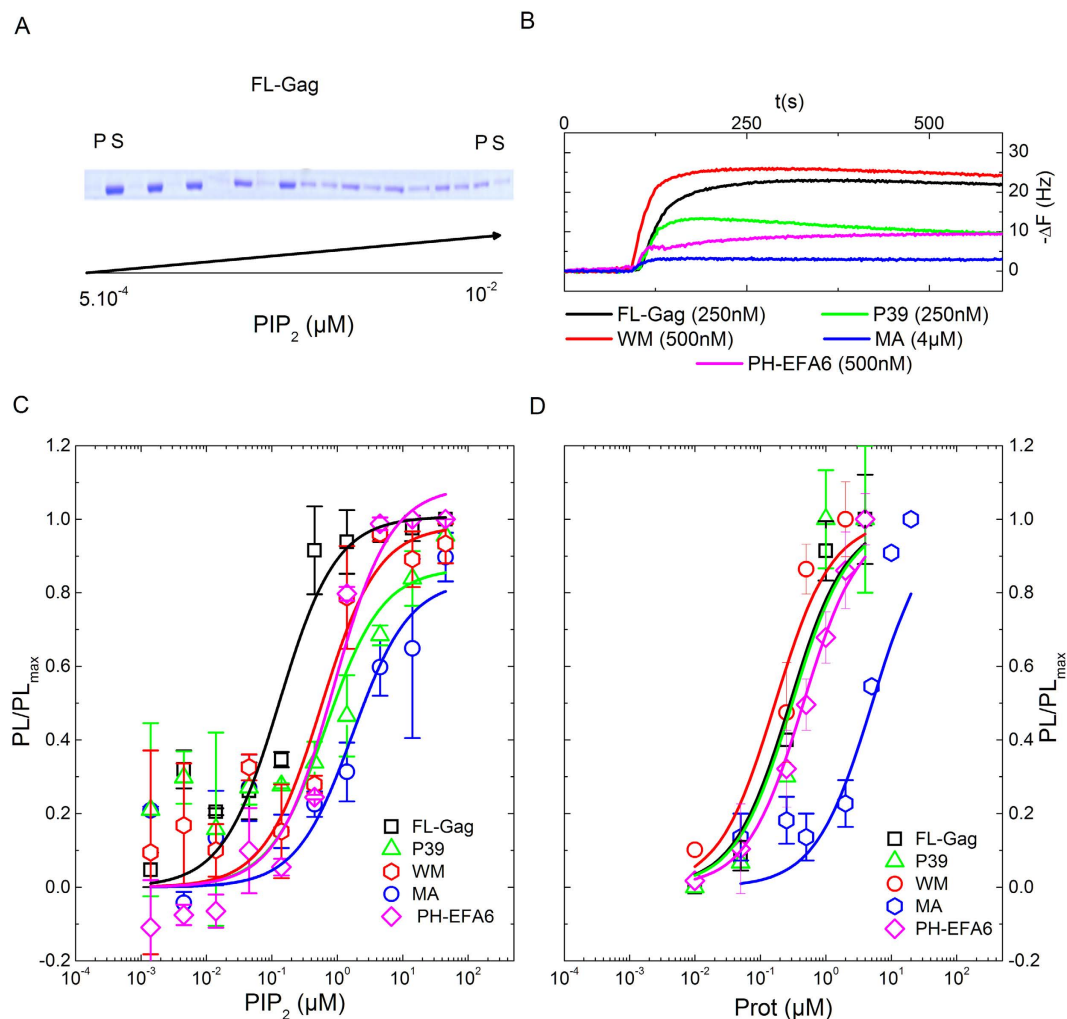 A
FL-Gag
P S
P S
5.10-4
10-2
PIP2 (µM)
B
t(s)
0 250 500
30
20
10
0
-ΔF (Hz)
FL-Gag (250nM)
P39 (250nM)
WM (500nM)
MA (4µM)
PH-EFA6 (500nM)
C
1.2
1.0
0.8
0.6
0.4
0.2
0.0
-0.2
PL/PLmax
FL-Gag
P39
WM
MA
PH-EFA6
10-3 10-2 10-1 100 101 102
PIP2 (µM)
D
1.2
1.0
0.8
0.6
0.4
0.2
0.0
-0.2
PL/PLmax
FL-Gag
P39
WM
MA
PH-EFA6
10-4 10-3 10-2 10-1 100 101 102
Prot (µM)